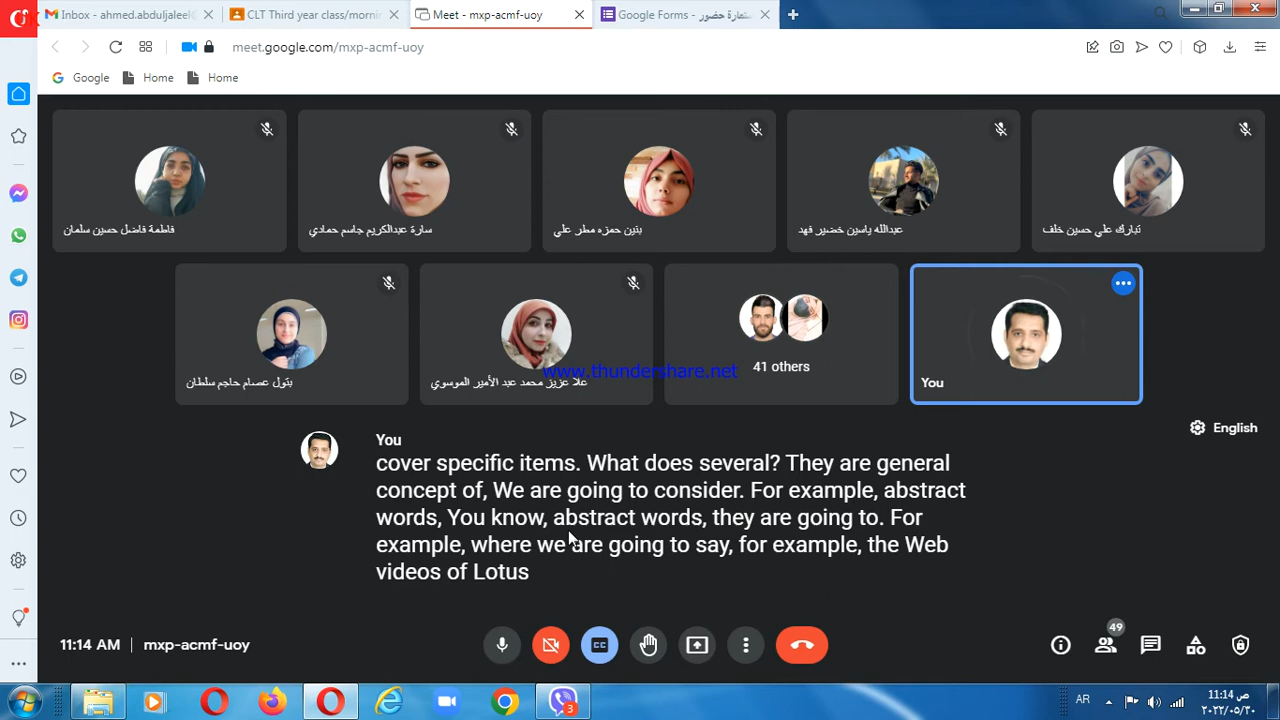 Inbox - ahmed.abduljaleel@
CLT Third year class/mornin
Meet - mxp-acmf-uoy
Google Forms - استمارة حضور
meet.google.com/mxp-acmf-uoy
Google
Home
Home
فاطمة فاضل حسين سلمان
سارة عبدالكريم جاسم حمادي
بنين حمزه مطر علي
عبدالله ياسين خضير فهد
تبارك علي حسين خلف
بتول عصام حاجم سلطان
علا عزيز محمد عبد الأمير الموسوي
41 others
You
www.thundershare.net
English
You
cover specific items. What does several? They are general
concept of, We are going to consider. For example, abstract
words, You know, abstract words, they are going to. For
example, where we are going to say, for example, the Web
videos of Lotus
11:14 AM
mxp-acmf-uoy
CC
49
3
AR
11:14 ص
٢٠٢٢/٠٥/٣٠